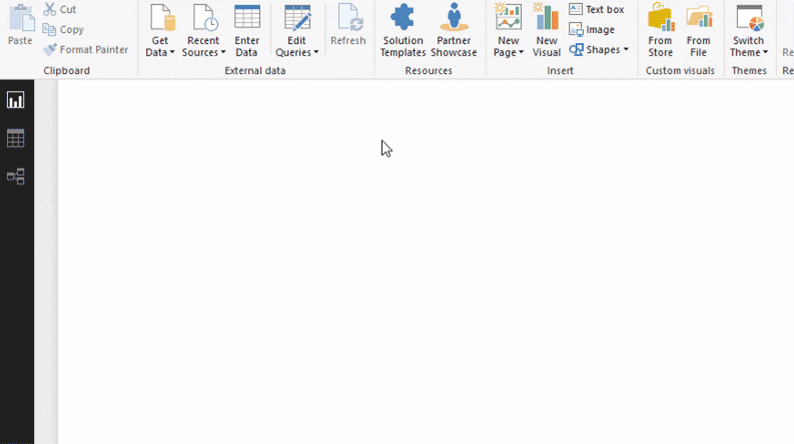 Paste
Cut
Copy
Format Painter
Clipboard
Get Data
Recent Sources
Enter Data
Edit Queries
Refresh
External data
Solution Templates
Partner Showcase
Resources
New Page
New Visual
Text box
Image
Shapes
Insert
From Store
From File
Custom visuals
Switch Theme
Themes
Re
Re